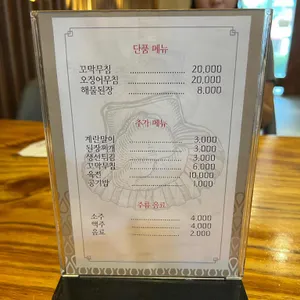 단품 메뉴
꼬막무침 20,000
오징어무침 20,000
해물된장 8,000
추가 메뉴
계란말이 3,000
된장찌개 3,000
생선튀김 3,000
꼬막무침 6,000
육전 10,000
공기밥 1,000
주류 음료
소주 4,000
맥주 4,000
음료 2,000